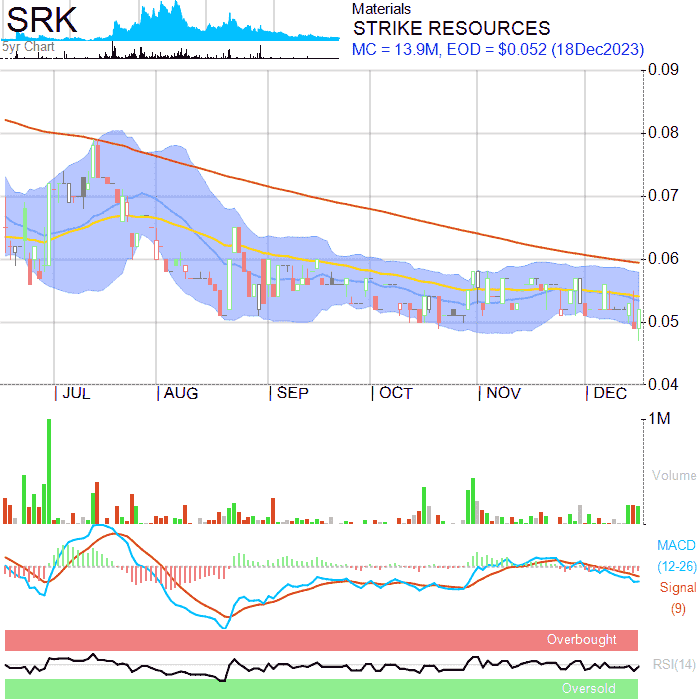 SRK
5yr Chart
Materials
STRIKE RESOURCES
MC = 13.9M, EOD = $0.052 (18Dec2023)
0.09
0.08
0.07
0.06
0.05
0.04
JUL AUG SEP OCT NOV DEC
1M
Volume
MACD
(12-26)
Signal
(9)
Overbought
RSI(14)
Oversold